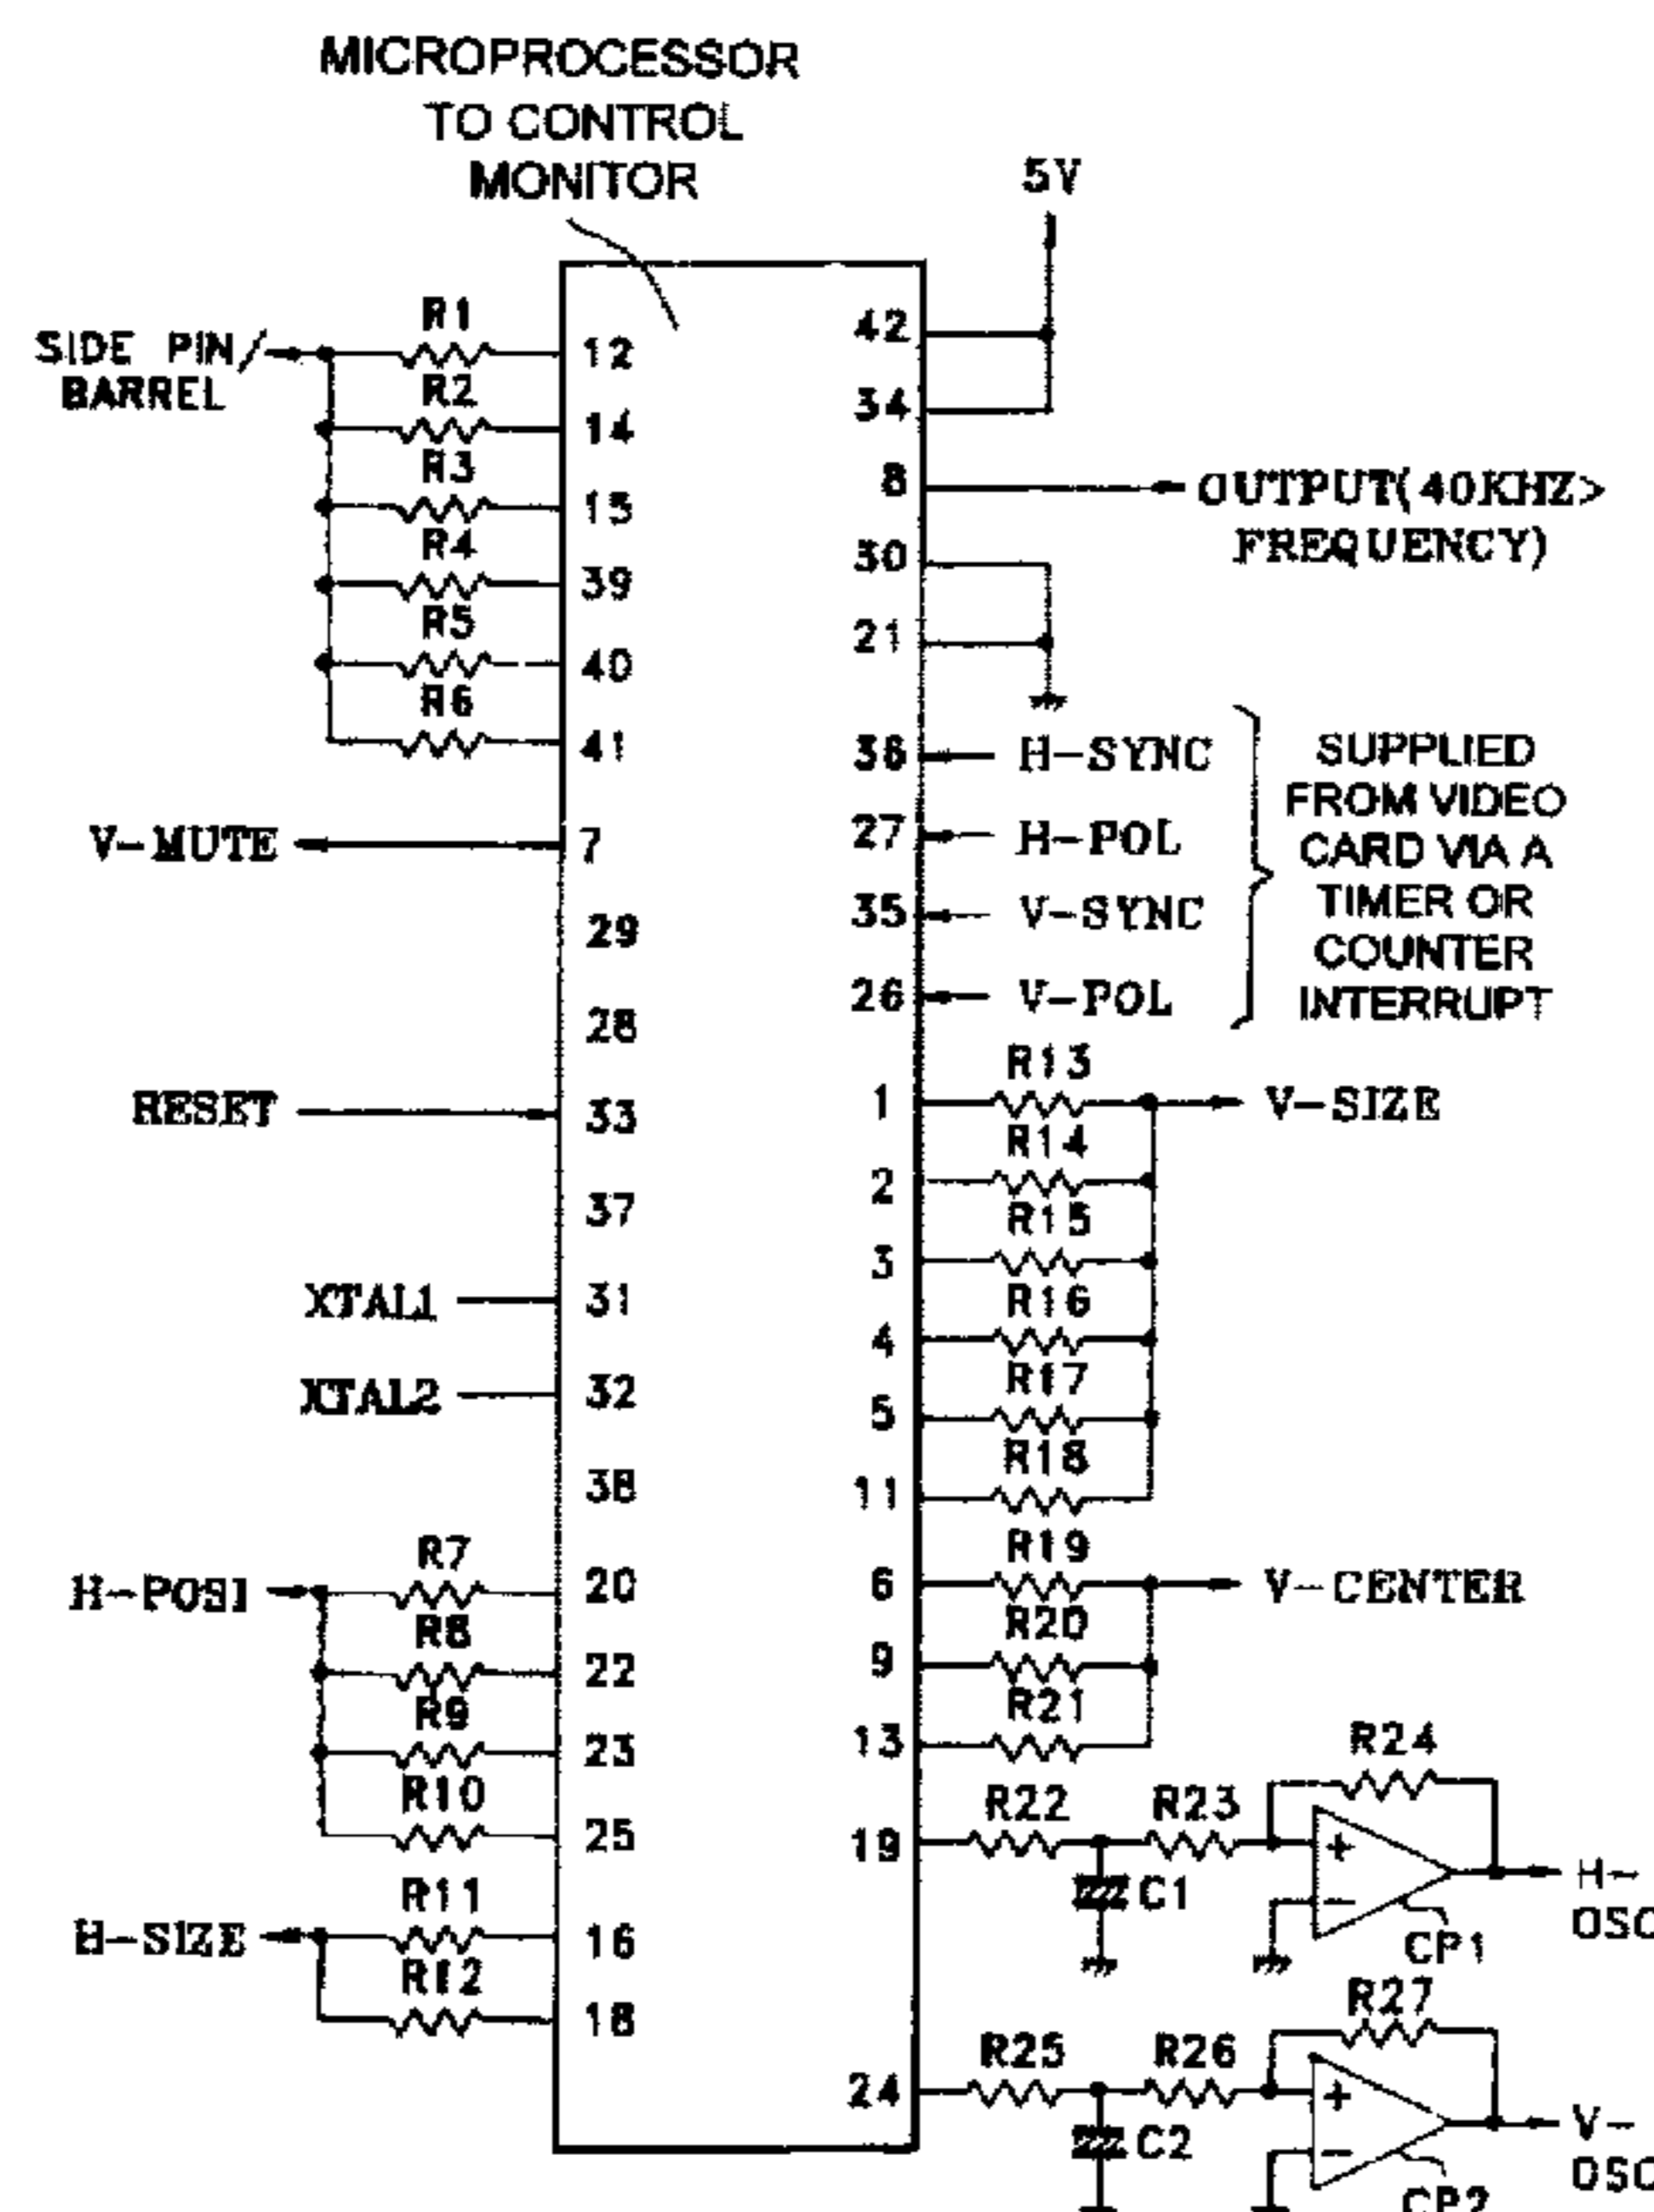 MICROPROCESSOR
TO CONTROL
MONITOR
5V
SIDE PIN/
BARREL
R1
12
R2
14
R3
15
R4
39
R5
40
R6
41
V-MUTE
7
29
28
RESET
33
37
XTAL1
31
XTAL2
32
38
H-POSI
R7
20
R8
22
R9
23
R10
25
H-SIZE
R11
16
R12
18
42
34
8
OUTPUT(40KHZ>
FREQUENCY)
30
21
36
H-SYNC
27
H-POL
35
V-SYNC
26
V-POL
SUPPLIED
FROM VIDEO
CARD VIA A
TIMER OR
COUNTER
INTERRUPT
R13
1
V-SIZE
R14
2
R15
3
R16
4
R17
5
R18
11
R19
6
V-CENTER
R20
9
R21
13
R24
R22
R23
19
+
-
C1
CP1
H-
OSC
R27
R25
R26
24
+
-
C2
CP2
V-
OSC